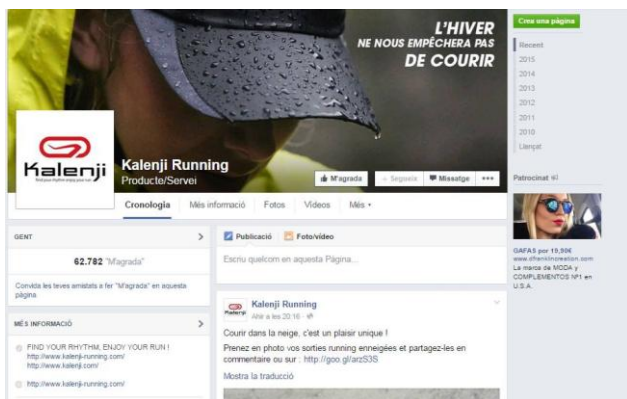 L'HIVER
NE NOUS EMPÊCHERA PAS
DE COURIR
Kalenji
Kalenji Running
Producte/Servei
M'agrada
Segueix
Missatge
Cronologia Més informació Fotos Vídeos Més
GENT
62.782 "M'agrada"
Convida les teves amistats a fer "M'agrada" en aquesta
pàgina
MÉS INFORMACIÓ
FIND YOUR RHYTHM, ENJOY YOUR RUN !
http://www.kalenji-running.com/
http://www.kalenji.com/
http://www.kalenji-running.com/
Publicació Foto/vídeo
Escriu quelcom en aquesta Pàgina...
Kalenji
Kalenji Running
Ahir a les 20:16
Courir dans la neige, c'est un plaisir unique !
Prenez en photo vos sorties running enneigées et partagez-les en
commentaire ou sur : http://goo.gl/arzS3S
Mostra la traducció
Crea una pàgina
Recent
2015
2014
2013
2012
2011
2010
Llançat
Patrocinat
GAFAS por 19,90€
www.dfranklincreation.com
La marca de MODA y
COMPLEMENTOS Nº1 en
U.S.A.